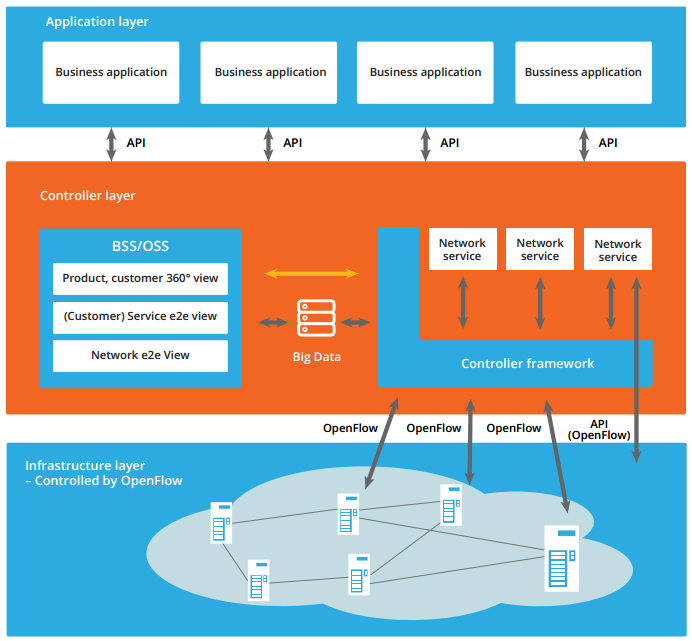 Application layer
Business application
Business application
Business application
Bussiness application
API
API
API
API
Controller layer
BSS/OSS
Product, customer 360° view
(Customer) Service e2e view
Network e2e View
Big Data
Network
service
Network
service
Network
service
Controller framework
OpenFlow
OpenFlow
OpenFlow
API
(OpenFlow)
Infrastructure layer
– Controlled by OpenFlow